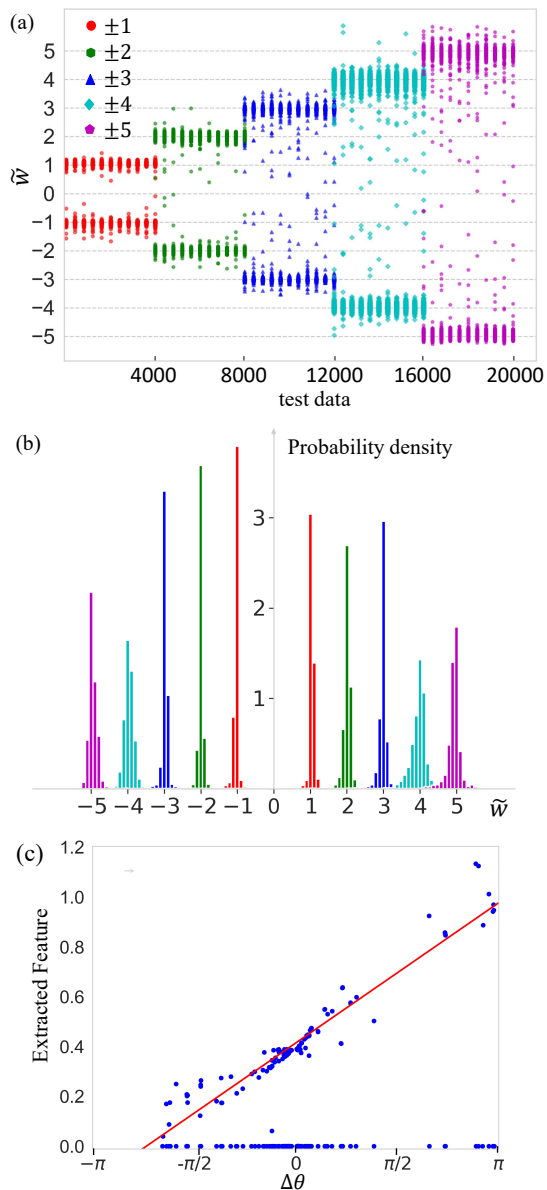 (a)
±1
±2
±3
±4
±5
5
4
3
2
1
0
−1
−2
−3
−4
−5
w̃
4000 8000 12000 16000 20000
test data
(b)
Probability density
3
2
1
−5 −4 −3 −2 −1 0 1 2 3 4 5 w̃
(c)
1.2
1.0
0.8
0.6
0.4
0.2
0.0
Extracted Feature
−π -π/2 0 π/2 π
Δθ